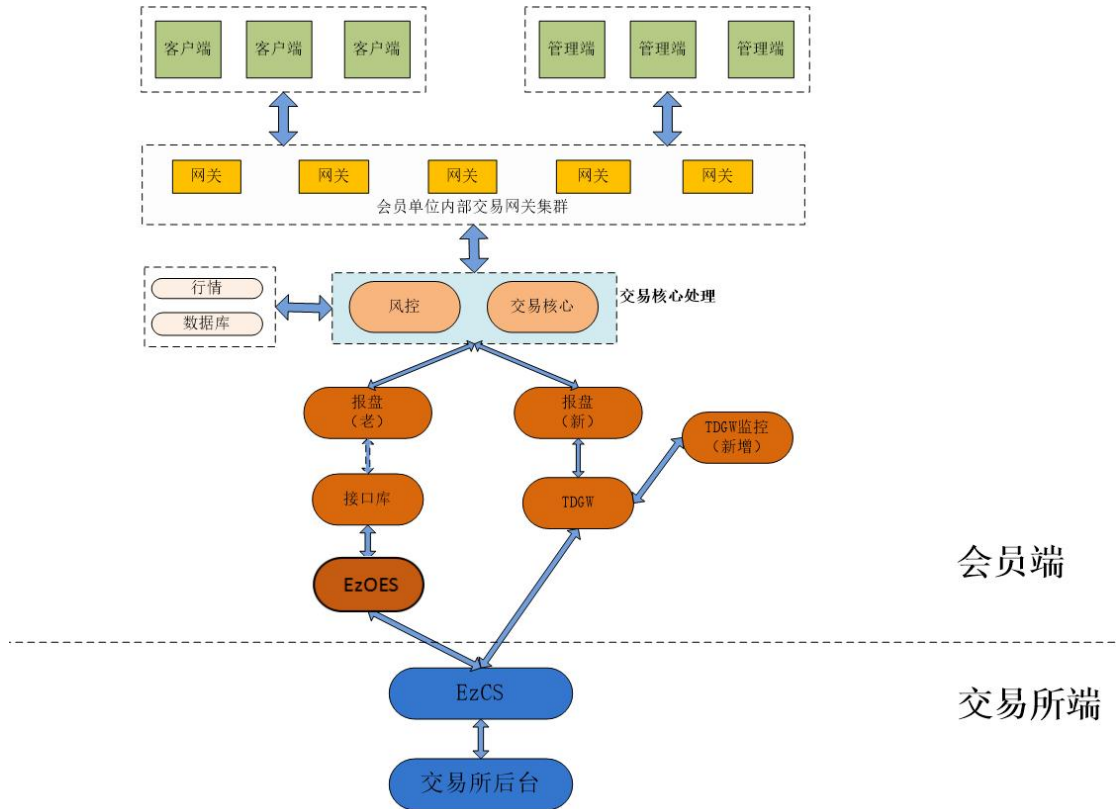 客户端
客户端
客户端
管理端
管理端
管理端
网关
网关
网关
网关
网关
会员单位内部交易网关集群
行情
数据库
风控
交易核心
交易核心处理
报盘
（老）
报盘
（新）
TDGW监控
（新增）
接口库
TDGW
EzOES
会员端
EzCS
交易所端
交易所后台